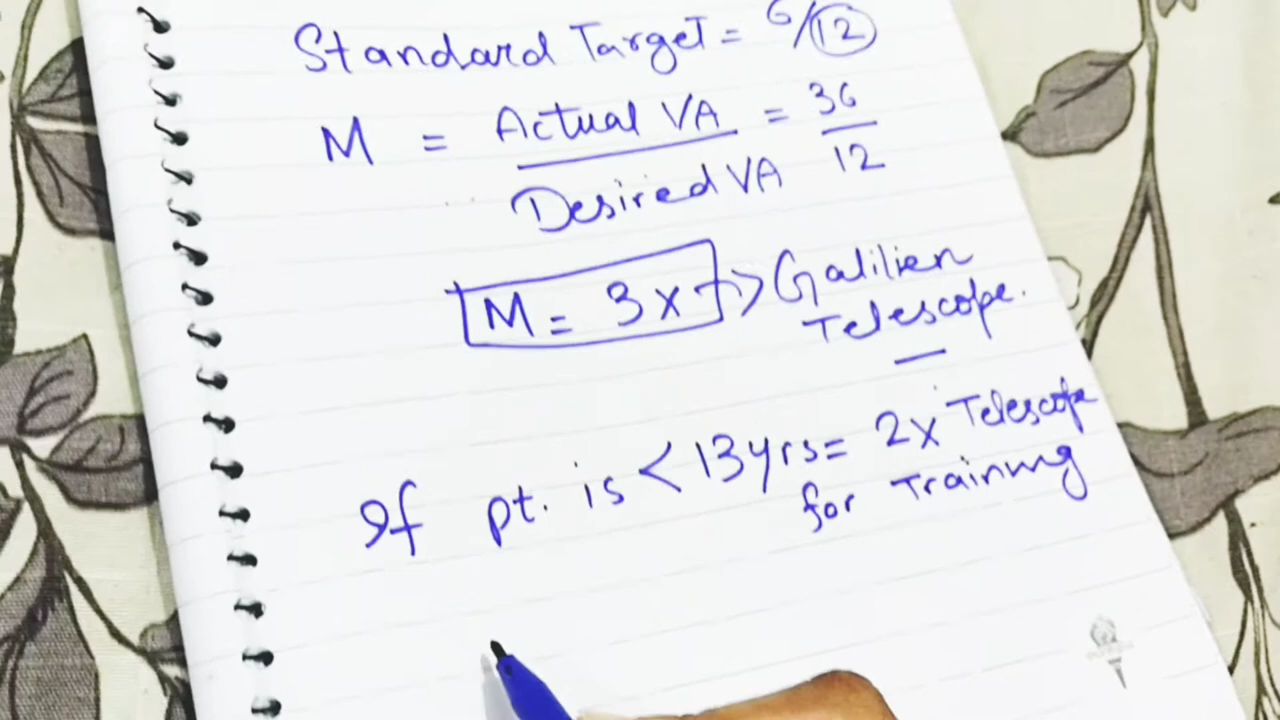 Standard Target = 6/12
M = Actual VA / Desired VA = 36 / 12
M = 3x → Galilien
Telescope.
If pt. is < 13yrs = 2x Telescope
for Training